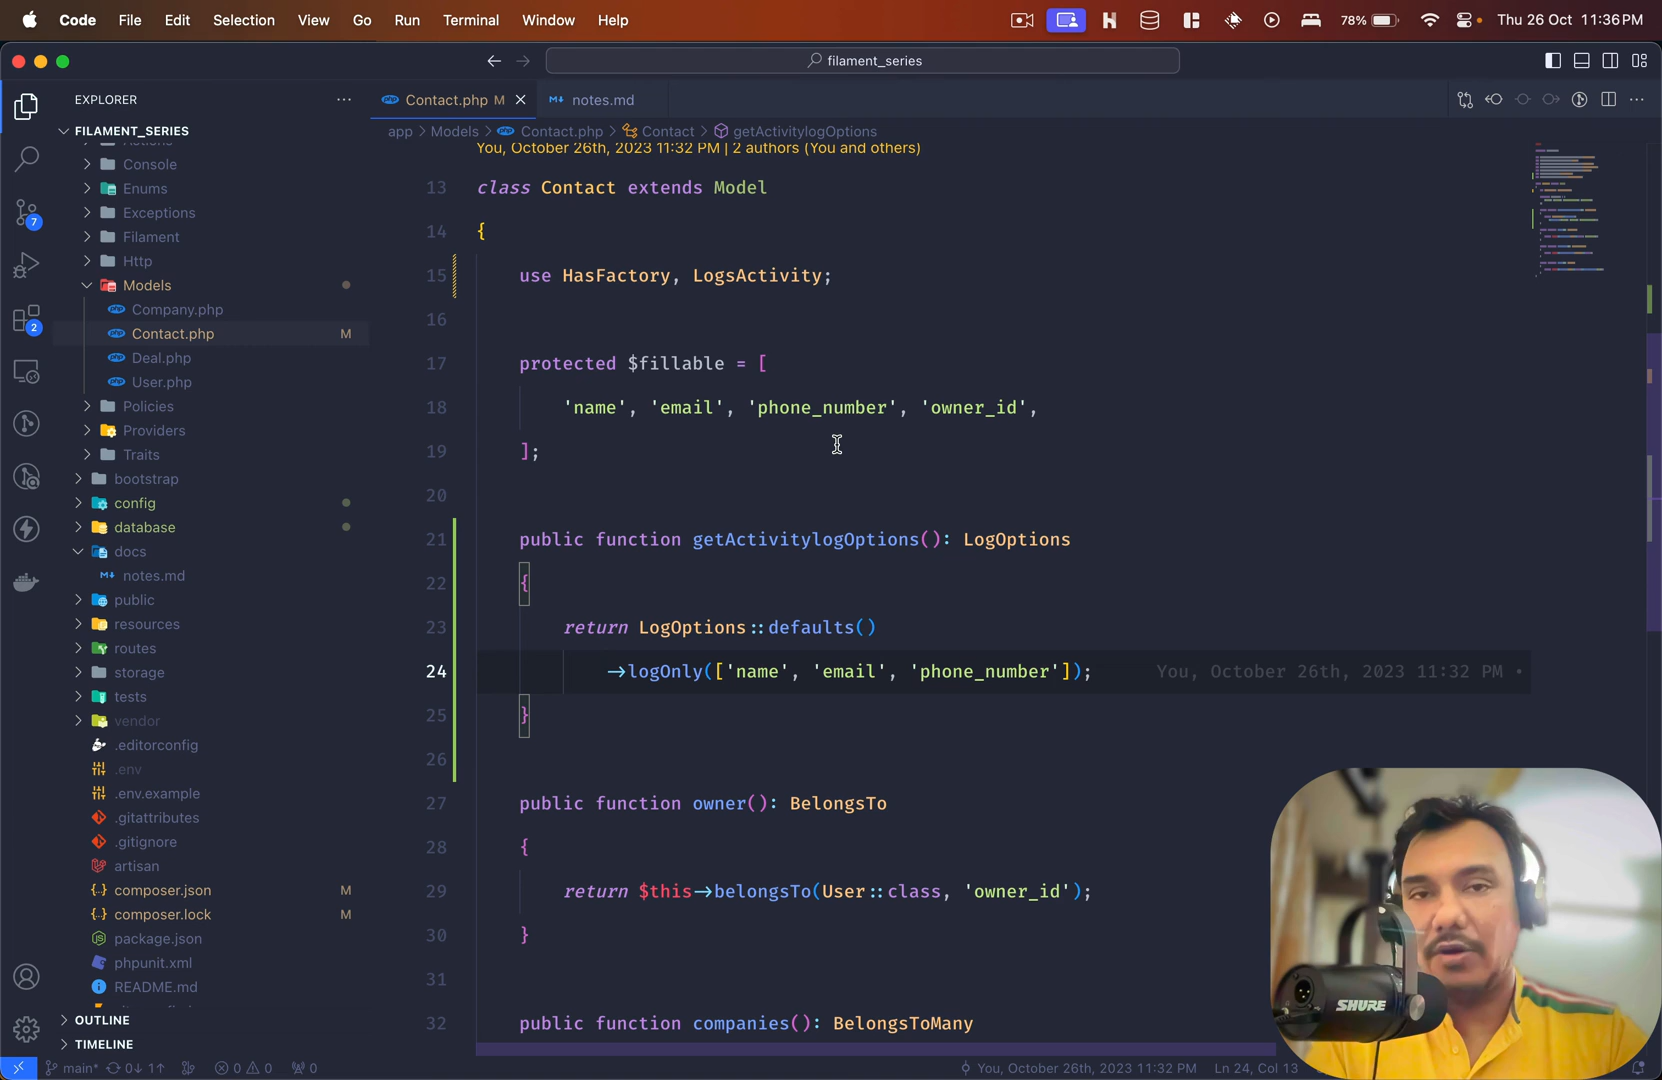 Code File Edit Selection View Go Run Terminal Window Help
78% Thu 26 Oct 11:36 PM
filament_series
EXPLORER
Contact.php M
notes.md
app > Models > Contact.php > Contact > getActivitylogOptions
FILAMENT_SERIES
Console
Enums
Exceptions
Filament
Http
Models
Company.php
Contact.php M
Deal.php
User.php
Policies
Providers
Traits
bootstrap
config
database
docs
notes.md
public
resources
routes
storage
tests
vendor
.editorconfig
.env
.env.example
.gitattributes
.gitignore
artisan
composer.json M
composer.lock M
package.json
phpunit.xml
README.md
OUTLINE
TIMELINE
7
2
You, October 26th, 2023 11:32 PM | 2 authors (You and others)
13 class Contact extends Model
14 {
15 use HasFactory, LogsActivity;
16
17 protected $fillable = [
18 'name', 'email', 'phone_number', 'owner_id',
19 ];
20
21 public function getActivitylogOptions(): LogOptions
22 {
23 return LogOptions::defaults()
24 ->logOnly(['name', 'email', 'phone_number']); You, October 26th, 2023 11:32 PM •
25 }
26
27 public function owner(): BelongsTo
28 {
29 return $this->belongsTo(User::class, 'owner_id');
30 }
31
32 public function companies(): BelongsToMany
SHURE
main* 0↓ 1↑ 0 0 0 You, October 26th, 2023 11:32 PM Ln 24, Col 13